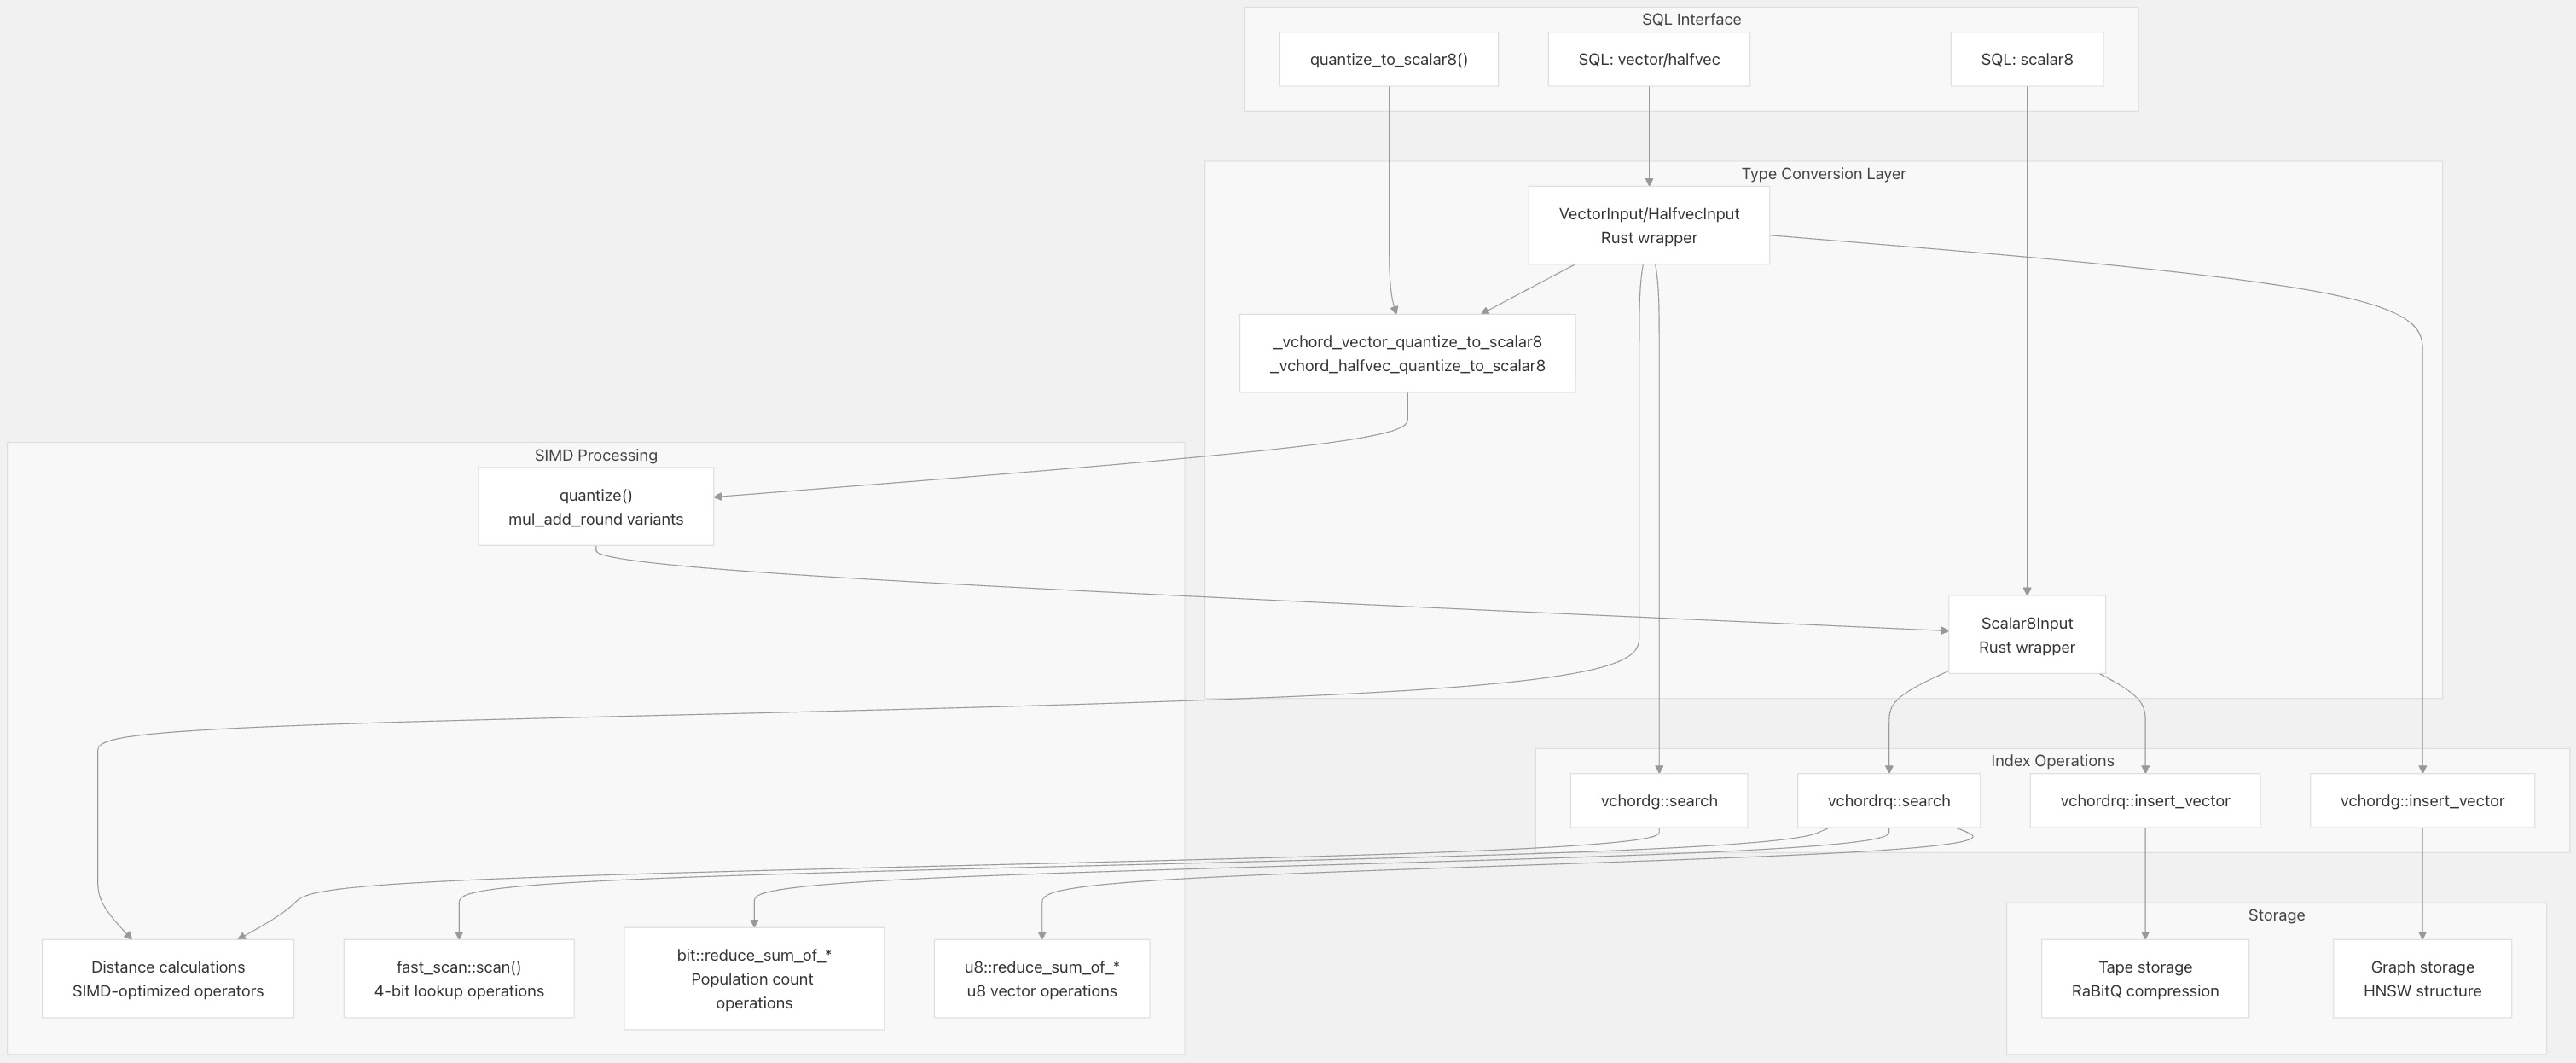 SQL Interface
quantize_to_scalar8()
SQL: vector/halfvec
SQL: scalar8
Type Conversion Layer
VectorInput/HalfvecInput
Rust wrapper
_vchord_vector_quantize_to_scalar8
_vchord_halfvec_quantize_to_scalar8
SIMD Processing
quantize()
mul_add_round variants
Scalar8Input
Rust wrapper
Index Operations
vchordg::search
vchordrq::search
vchordrq::insert_vector
vchordg::insert_vector
Distance calculations
SIMD-optimized operators
fast_scan::scan()
4-bit lookup operations
bit::reduce_sum_of_*
Population count
operations
u8::reduce_sum_of_*
u8 vector operations
Storage
Tape storage
RaBitQ compression
Graph storage
HNSW structure